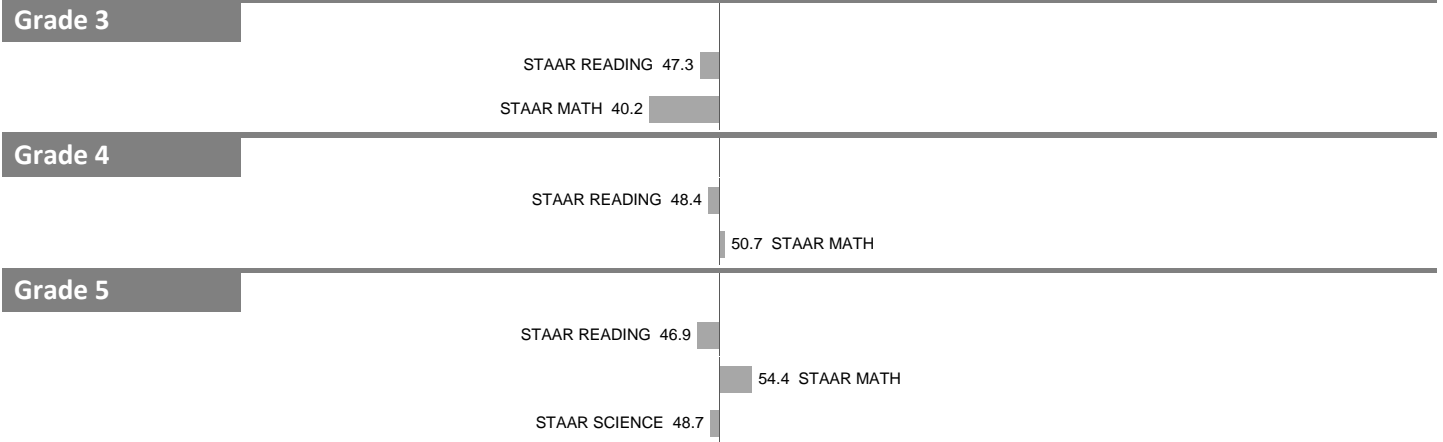 Grade 3
STAAR READING 47.3
STAAR MATH 40.2
Grade 4
STAAR READING 48.4
50.7 STAAR MATH
Grade 5
STAAR READING 46.9
54.4 STAAR MATH
STAAR SCIENCE 48.7